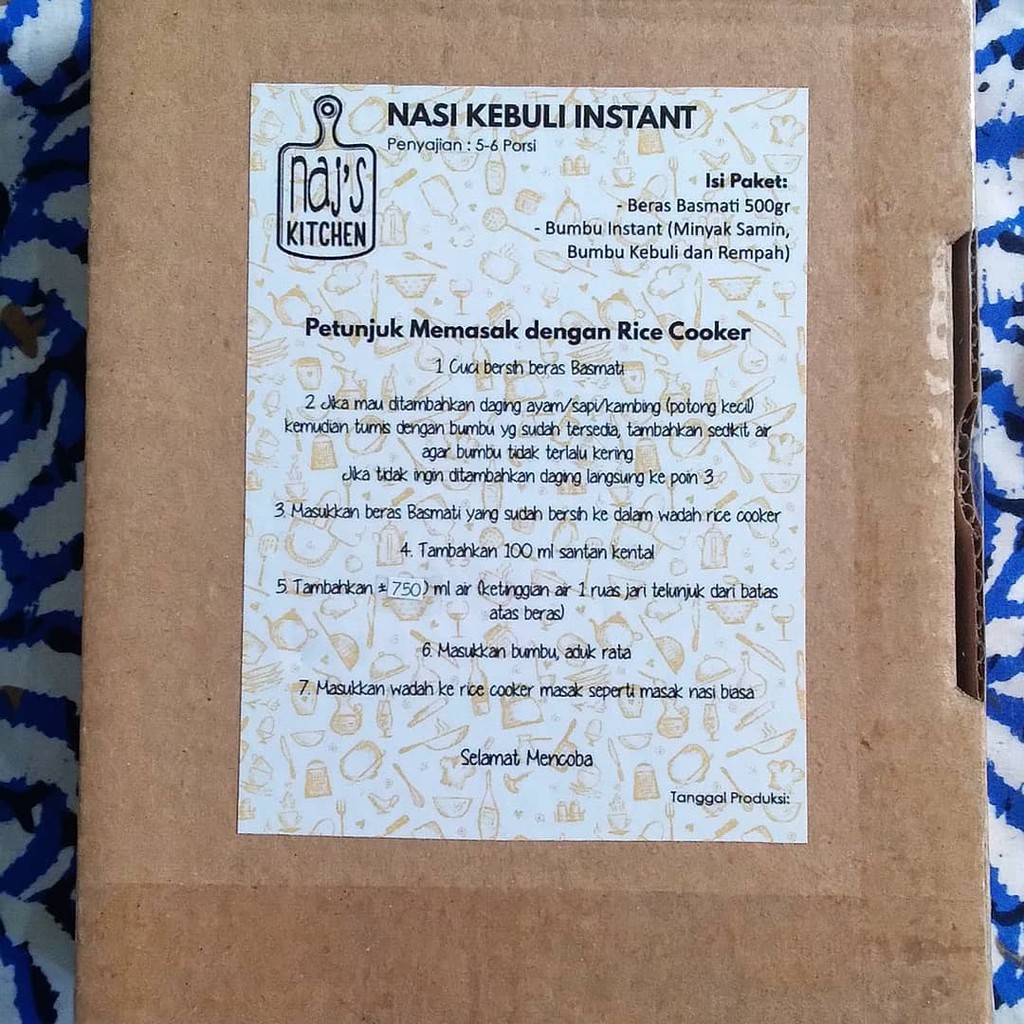 naj's
KITCHEN
NASI KEBULI INSTANT
Penyajian : 5-6 Porsi
Isi Paket:
- Beras Basmati 500gr
- Bumbu Instant (Minyak Samin,
Bumbu Kebuli dan Rempah)
Petunjuk Memasak dengan Rice Cooker
1. Cuci bersih beras Basmati
2. Jika mau ditambahkan daging ayam/sapi/kambing (potong kecil)
kemudian tumis dengan bumbu yg sudah tersedia, tambahkan sedikit air
agar bumbu tidak terlalu kering.
Jika tidak ingin ditambahkan daging langsung ke poin 3
3. Masukkan beras Basmati yang sudah bersih ke dalam wadah rice cooker
4. Tambahkan 100 ml santan kental
5. Tambahkan ± 750) ml air (ketinggian air 1 ruas jari telunjuk dari batas
atas beras)
6. Masukkan bumbu, aduk rata
7. Masukkan wadah ke rice cooker masak seperti masak nasi biasa
Selamat Mencoba
Tanggal Produksi: